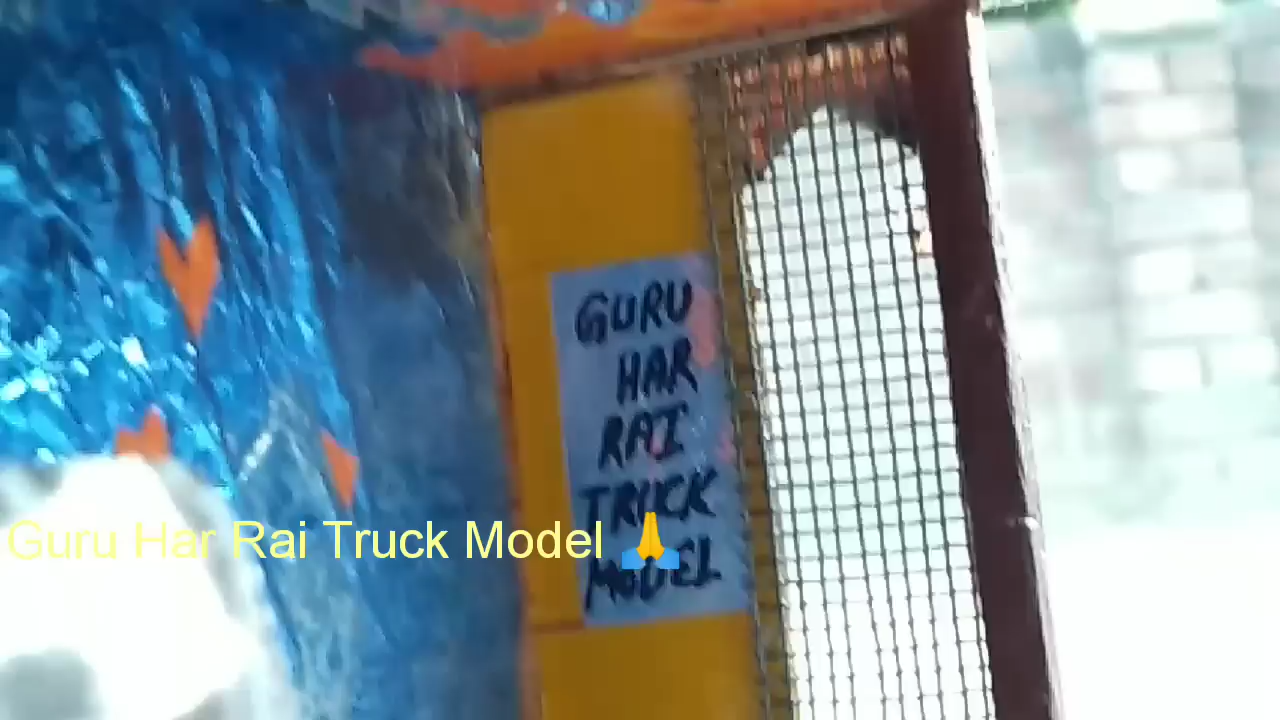 GURU
HAR
RAI
TRUCK
MODEL
Guru Har Rai Truck Model 🙏